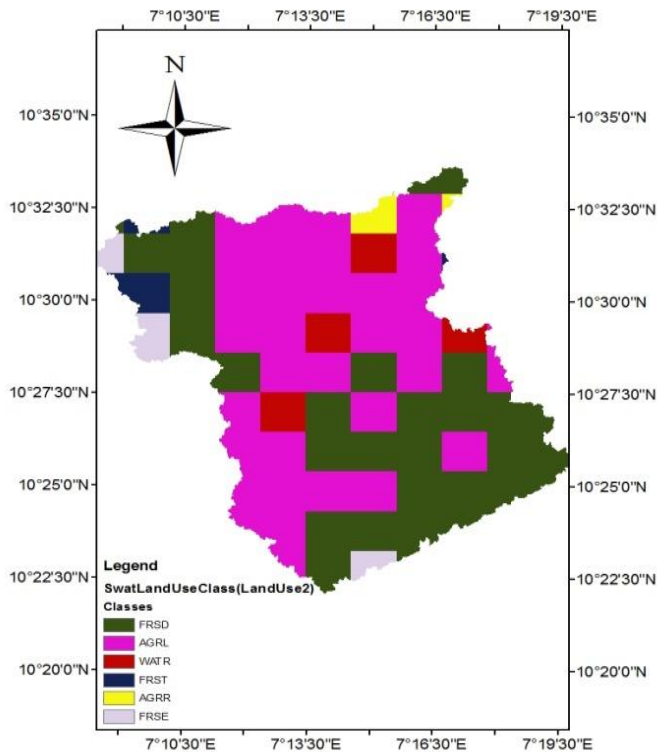 7°10'30"E 7°13'30"E 7°16'30"E 7°19'30"E
N
10°35'0"N 10°35'0"N
10°32'30"N 10°32'30"N
10°30'0"N 10°30'0"N
10°27'30"N 10°27'30"N
10°25'0"N 10°25'0"N
Legend
10°22'30"N 10°22'30"N
SwatLandUseClass(LandUse2)
Classes
FRSD
AGRL
WATR
10°20'0"N 10°20'0"N
FRST
AGRR
FRSE
7°10'30"E 7°13'30"E 7°16'30"E 7°19'30"E